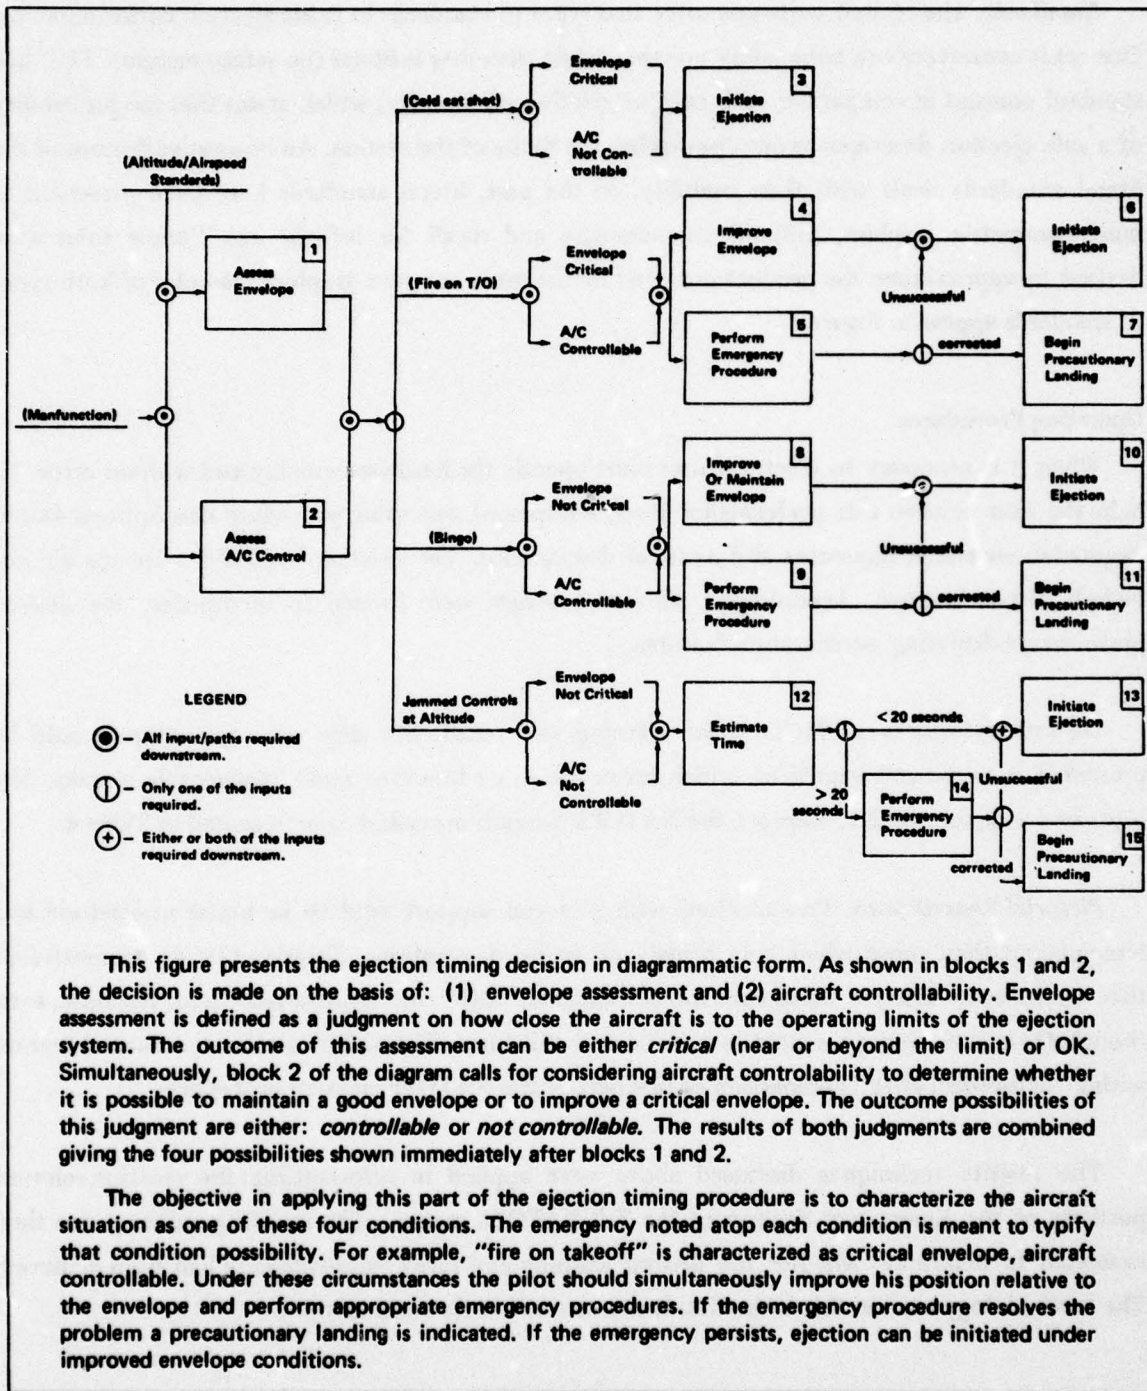 (Altitude/Airspeed
Standards)
(Manfunction)
1
Assess
Envelope
2
Assess
A/C Control
(Cold cat shot)
Envelope
Critical
A/C
Not Con-
trollable
3
Initiate
Ejection
(Fire on T/O)
Envelope
Critical
A/C
Controllable
4
Improve
Envelope
5
Perform
Emergency
Procedure
Unsuccessful
corrected
6
Initiate
Ejection
7
Begin
Precautionary
Landing
(Bingo)
Envelope
Not Critical
A/C
Controllable
8
Improve
Or Maintain
Envelope
9
Perform
Emergency
Procedure
Unsuccessful
corrected
10
Initiate
Ejection
11
Begin
Precautionary
Landing
Jammed Controls
at Altitude
Envelope
Not Critical
A/C
Not
Controllable
12
Estimate
Time
< 20 seconds
> 20
seconds
13
Initiate
Ejection
14
Perform
Emergency
Procedure
Unsuccessful
corrected
15
Begin
Precautionary
Landing
LEGEND
– All input/paths required
downstream.
– Only one of the inputs
required.
– Either or both of the inputs
required downstream.
This figure presents the ejection timing decision in diagrammatic form. As shown in blocks 1 and 2,
the decision is made on the basis of: (1) envelope assessment and (2) aircraft controllability. Envelope
assessment is defined as a judgment on how close the aircraft is to the operating limits of the ejection
system. The outcome of this assessment can be either critical (near or beyond the limit) or OK.
Simultaneously, block 2 of the diagram calls for considering aircraft controlability to determine whether
it is possible to maintain a good envelope or to improve a critical envelope. The outcome possibilities of
this judgment are either: controllable or not controllable. The results of both judgments are combined
giving the four possibilities shown immediately after blocks 1 and 2.
The objective in applying this part of the ejection timing procedure is to characterize the aircraft
situation as one of these four conditions. The emergency noted atop each condition is meant to typify
that condition possibility. For example, "fire on takeoff" is characterized as critical envelope, aircraft
controllable. Under these circumstances the pilot should simultaneously improve his position relative to
the envelope and perform appropriate emergency procedures. If the emergency procedure resolves the
problem a precautionary landing is indicated. If the emergency persists, ejection can be initiated under
improved envelope conditions.